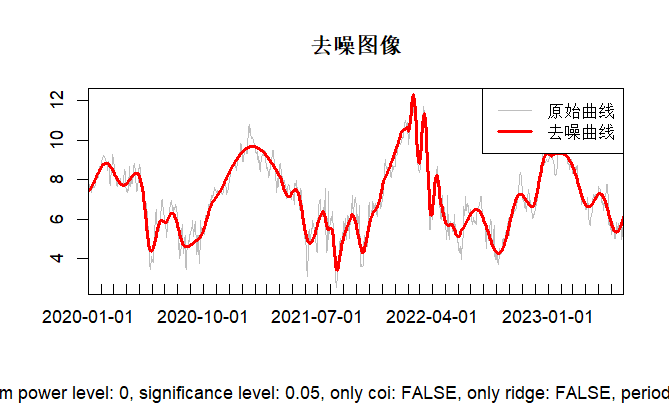 去噪图像
原始曲线
去噪曲线
12
10
8
6
4
2020-01-01 2020-10-01 2021-07-01 2022-04-01 2023-01-01
m power level: 0, significance level: 0.05, only coi: FALSE, only ridge: FALSE, period